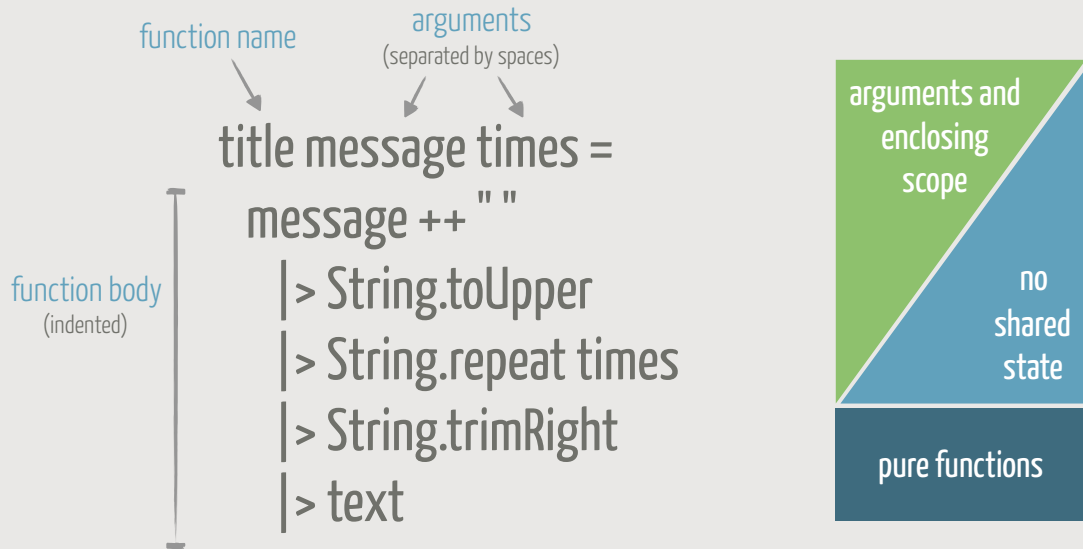 function name
arguments
(separated by spaces)
title message times =
message ++ " "
|> String.toUpper
|> String.repeat times
|> String.trimRight
|> text
function body
(indented)
arguments and
enclosing
scope
no
shared
state
pure functions